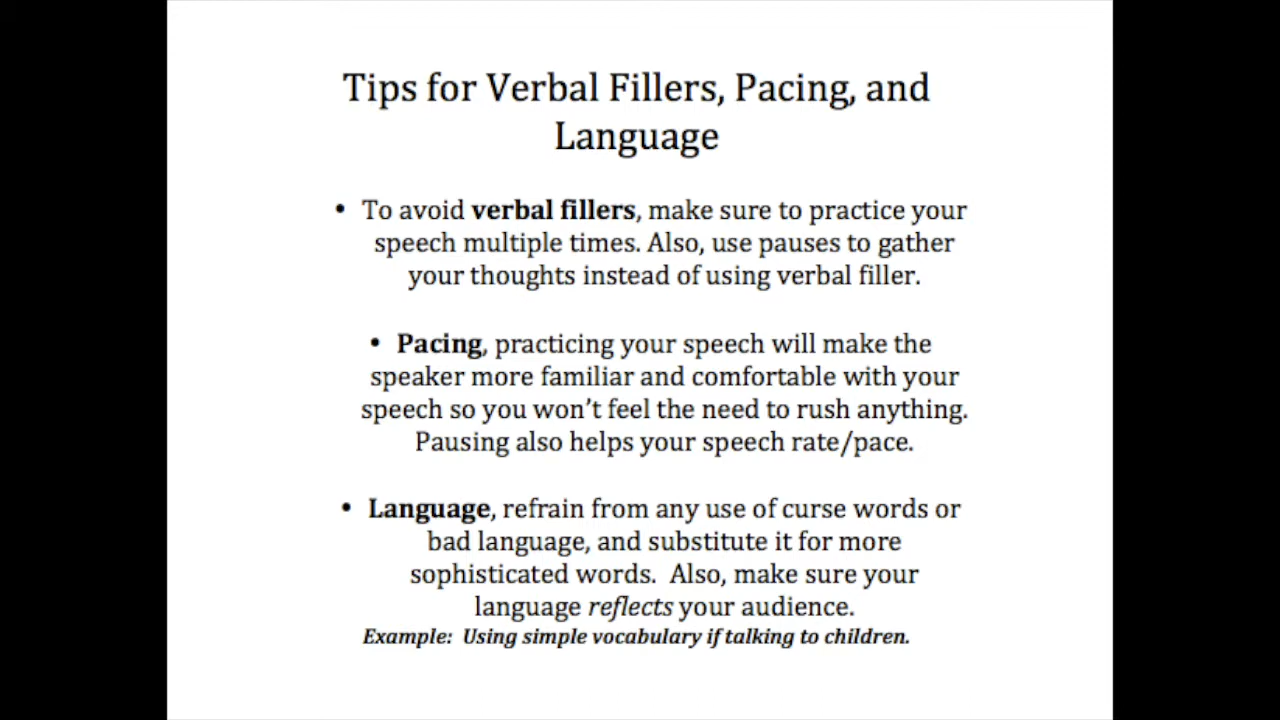 Tips for Verbal Fillers, Pacing, and
Language
• To avoid verbal fillers, make sure to practice your
speech multiple times. Also, use pauses to gather
your thoughts instead of using verbal filler.
• Pacing, practicing your speech will make the
speaker more familiar and comfortable with your
speech so you won't feel the need to rush anything.
Pausing also helps your speech rate/pace.
• Language, refrain from any use of curse words or
bad language, and substitute it for more
sophisticated words.  Also, make sure your
language reflects your audience.
Example:  Using simple vocabulary if talking to children.